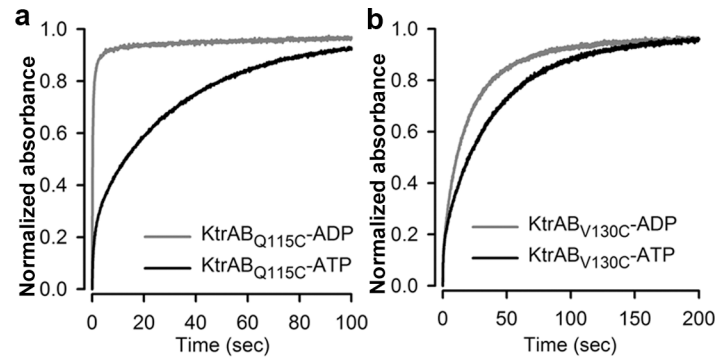 a
Normalized absorbance
1.0
0.8
0.6
0.4
0.2
0.0
KtrAB_Q115C-ADP
KtrAB_Q115C-ATP
0 20 40 60 80 100
Time (sec)
b
Normalized absorbance
1.0
0.8
0.6
0.4
0.2
0.0
KtrAB_V130C-ADP
KtrAB_V130C-ATP
0 50 100 150 200
Time (sec)